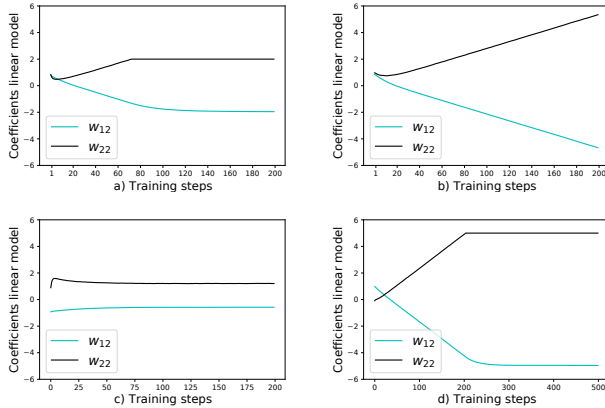 Coefficients linear model
6
4
2
0
−2
−4
−6
w12
w22
1 20 40 60 80 100 120 140 160 180 200
a) Training steps
Coefficients linear model
6
4
2
0
−2
−4
−6
w12
w22
1 20 40 60 80 100 120 140 160 180 200
b) Training steps
Coefficients linear model
6
4
2
0
−2
−4
−6
w12
w22
0 25 50 75 100 125 150 175 200
c) Training steps
Coefficients linear model
6
4
2
0
−2
−4
−6
w12
w22
0 100 200 300 400 500
d) Training steps